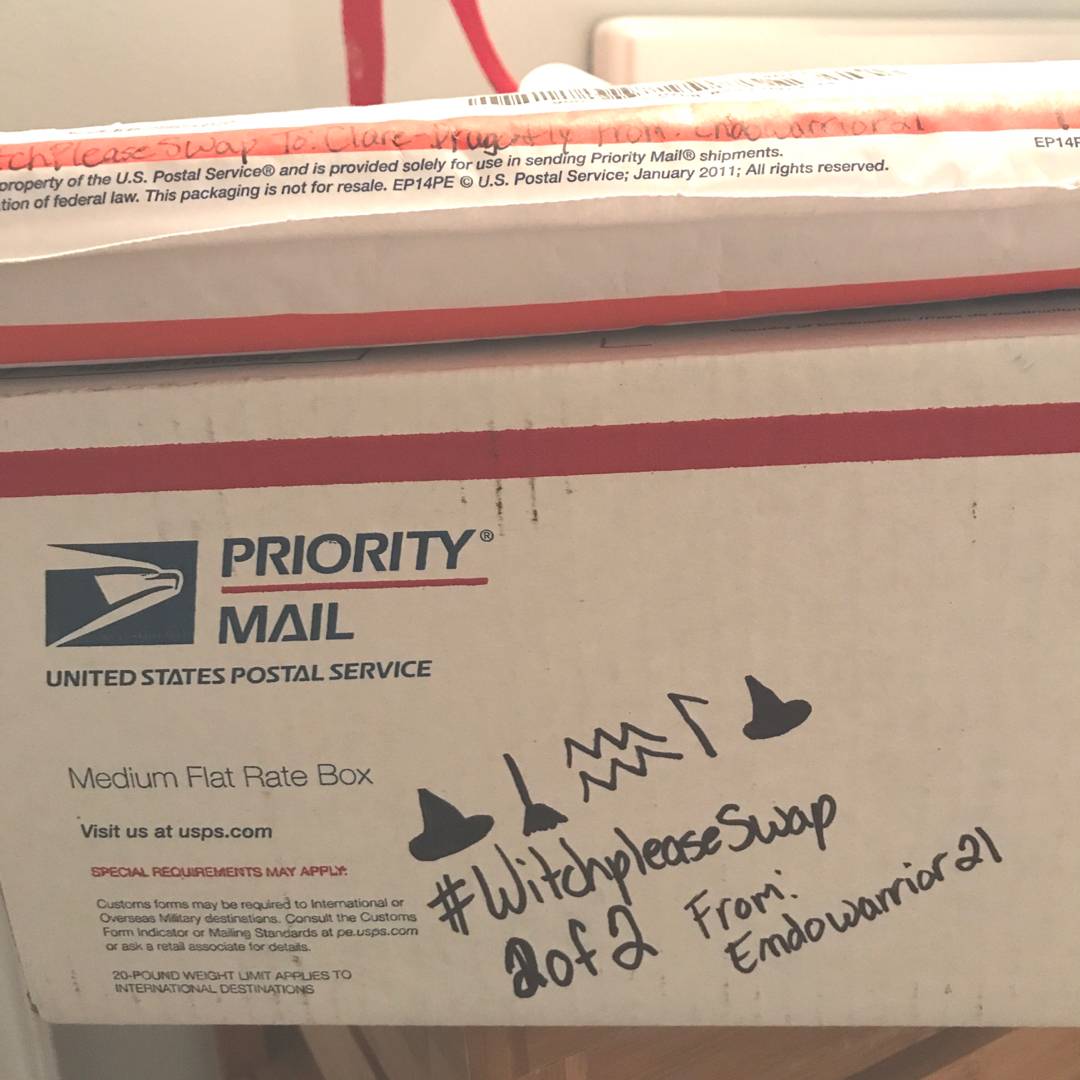 chPleaseSwap To: Clare From: Endowarrior21
property of the U.S. Postal Service® and is provided solely for use in sending Priority Mail® shipments.
tion of federal law. This packaging is not for resale. EP14PE © U.S. Postal Service; January 2011; All rights reserved.
EP14F
PRIORITY®
MAIL
UNITED STATES POSTAL SERVICE
Medium Flat Rate Box
Visit us at usps.com
SPECIAL REQUIREMENTS MAY APPLY:
Customs forms may be required to International or
Overseas Military destinations. Consult the Customs
Form Indicator or Mailing Standards at pe.usps.com
or ask a retail associate for details.
20-POUND WEIGHT LIMIT APPLIES TO
INTERNATIONAL DESTINATIONS
#WitchpleaseSwap
2 of 2
From:
Endowarrior21